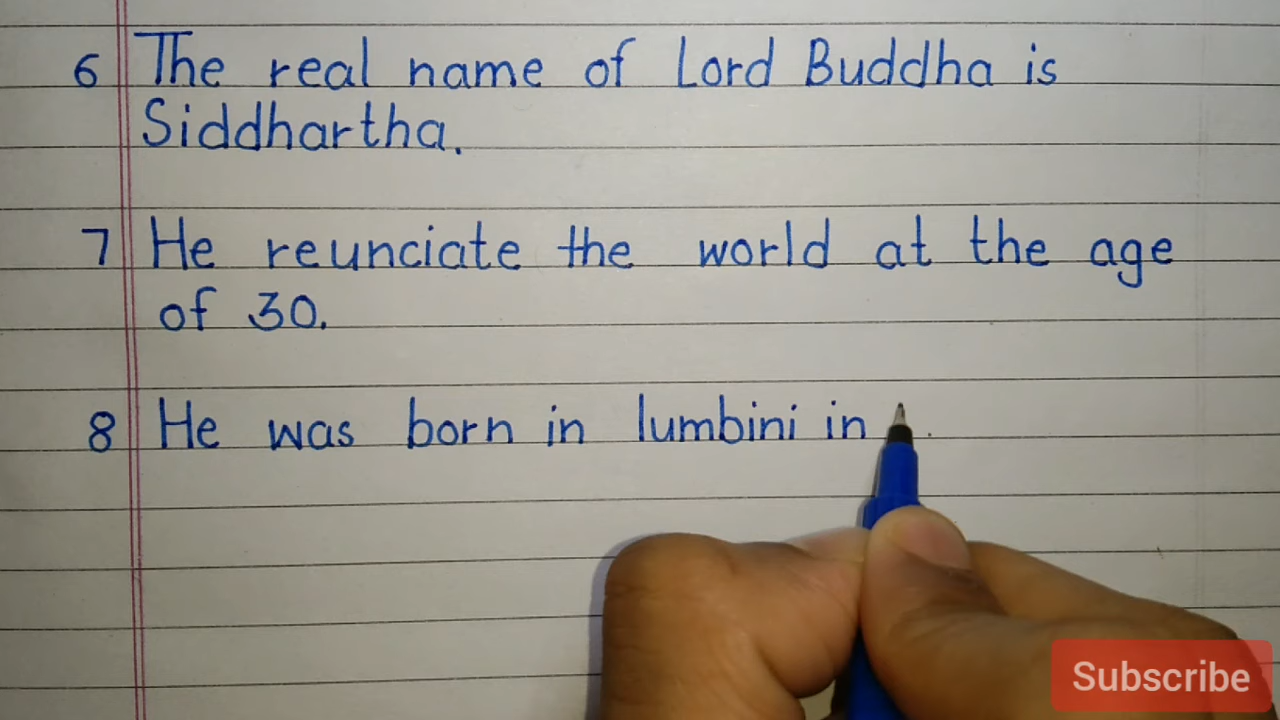 6 The real name of Lord Buddha is
Siddhartha.
7 He reunciate the world at the age
of 30.
8 He was born in lumbini in
Subscribe